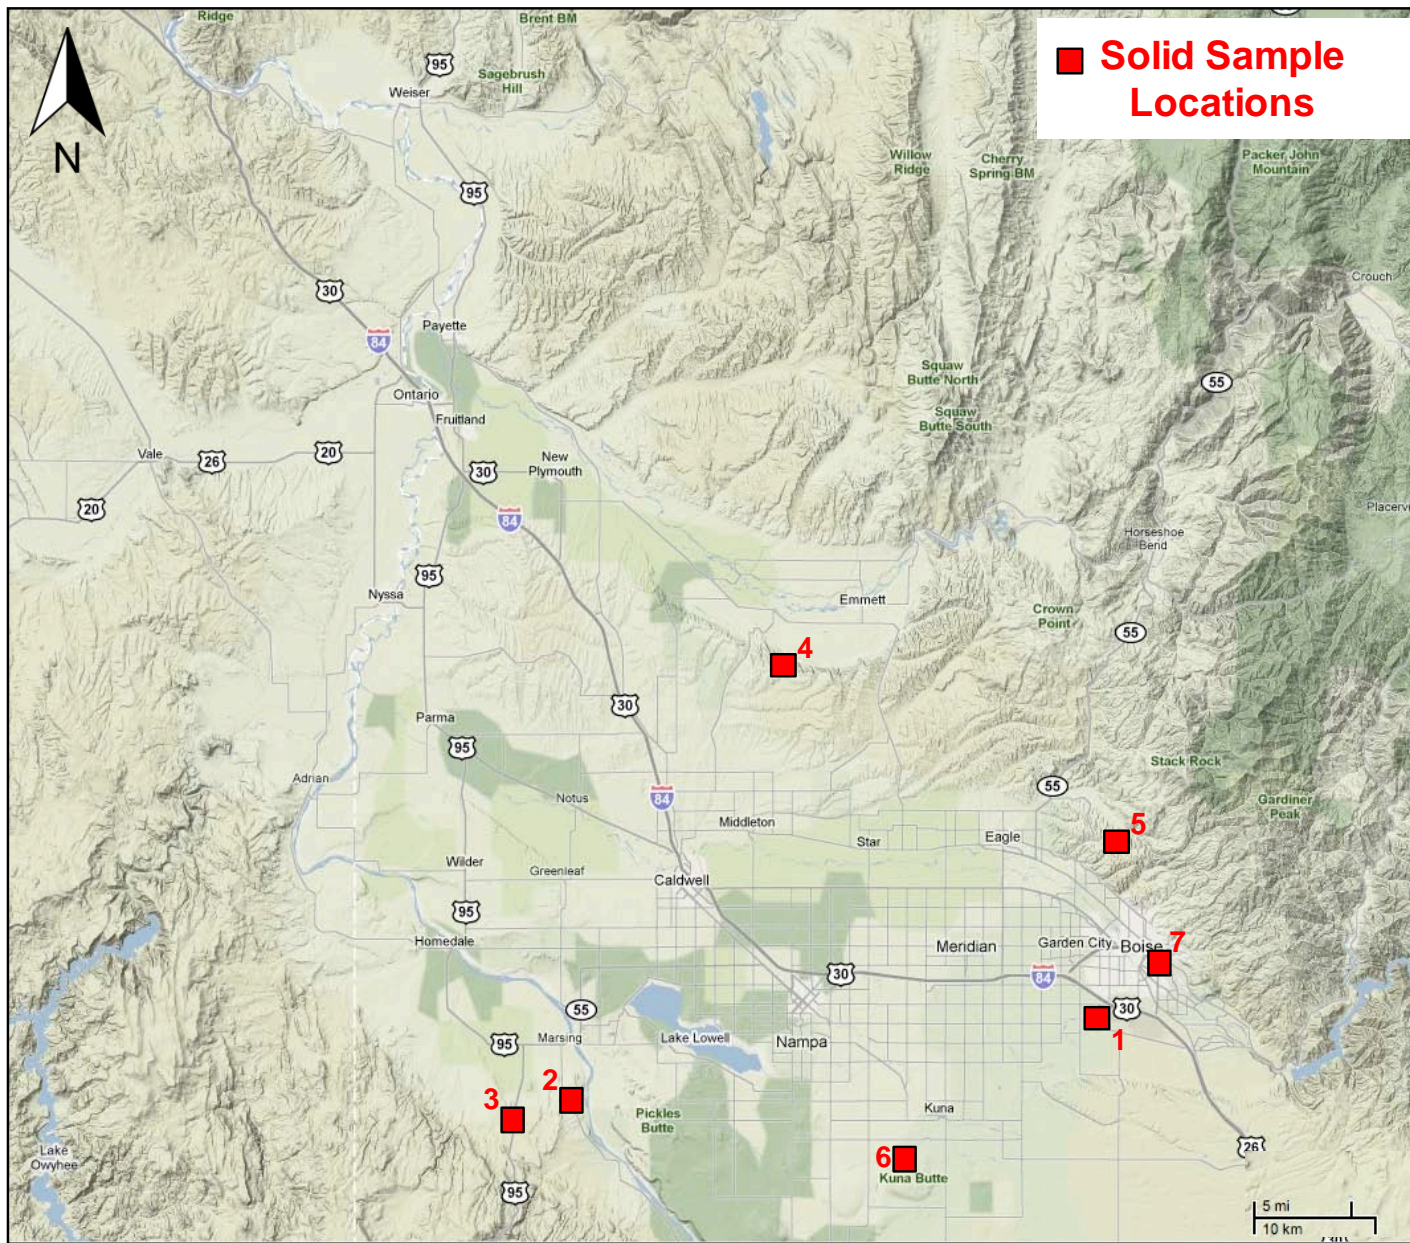 Ridge
Brent BM
Solid Sample
Locations
N
95
Sagebrush
Hill
Weiser
Willow
Ridge
Cherry
Spring BM
Packer John
Mountain
95
Crouch
30
Payette
84
Squaw
Butte North
55
Ontario
Fruitland
Squaw
Butte South
Vale
26
20
30
New
Plymouth
20
84
Placerv
Horseshoe
Bend
95
Nyssa
Emmett
Crown
Point
55
4
30
Parma
95
Adrian
Stack Rock
55
Notus
84
Gardiner
Peak
Middleton
Star
Eagle
5
Wilder
Greenleaf
Caldwell
95
Homedale
Meridian
Garden City
Boise
7
30
84
55
30
95
Marsing
Lake Lowell
Nampa
1
3
2
Pickles
Butte
Kuna
Lake
Owyhee
6
Kuna Butte
26
95
5 mi
10 km